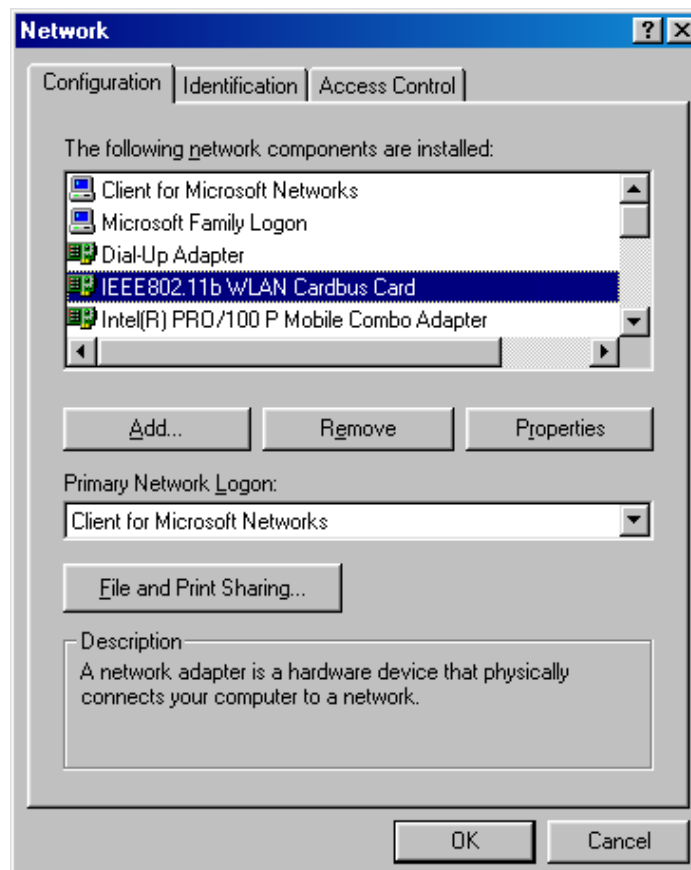 Network
Configuration Identification Access Control
The following network components are installed:
Client for Microsoft Networks
Microsoft Family Logon
Dial-Up Adapter
IEEE802.11b WLAN Cardbus Card
Intel(R) PRO/100 P Mobile Combo Adapter
Add... Remove Properties
Primary Network Logon:
Client for Microsoft Networks
File and Print Sharing...
Description
A network adapter is a hardware device that physically
connects your computer to a network.
OK Cancel